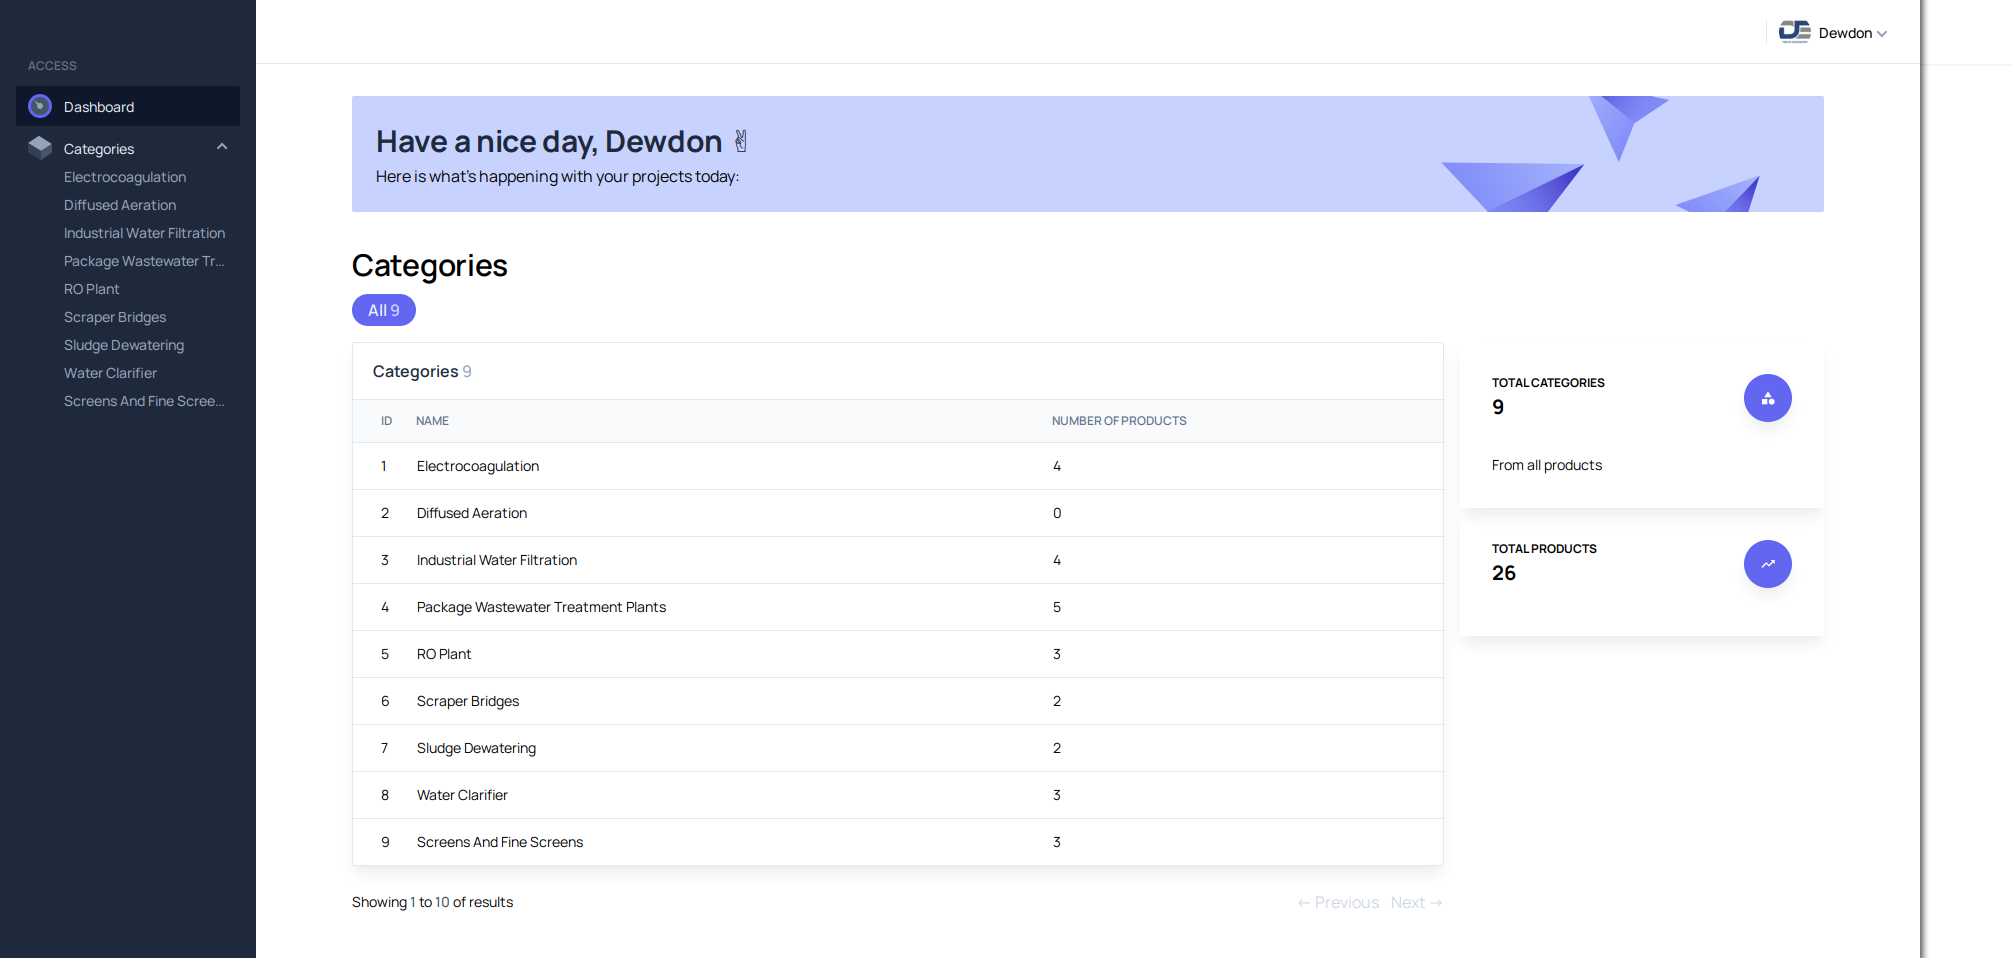 ACCESS
Dashboard
Categories
Electrocoagulation
Diffused Aeration
Industrial Water Filtration
Package Wastewater Tr...
RO Plant
Scraper Bridges
Sludge Dewatering
Water Clarifier
Screens And Fine Scree...
Dewdon
Have a nice day, Dewdon ✌
Here is what's happening with your projects today:
Categories
All 9
Categories 9
ID NAME NUMBER OF PRODUCTS
1 Electrocoagulation 4
2 Diffused Aeration 0
3 Industrial Water Filtration 4
4 Package Wastewater Treatment Plants 5
5 RO Plant 3
6 Scraper Bridges 2
7 Sludge Dewatering 2
8 Water Clarifier 3
9 Screens And Fine Screens 3
Showing 1 to 10 of results
← Previous Next →
TOTAL CATEGORIES
9
From all products
TOTAL PRODUCTS
26